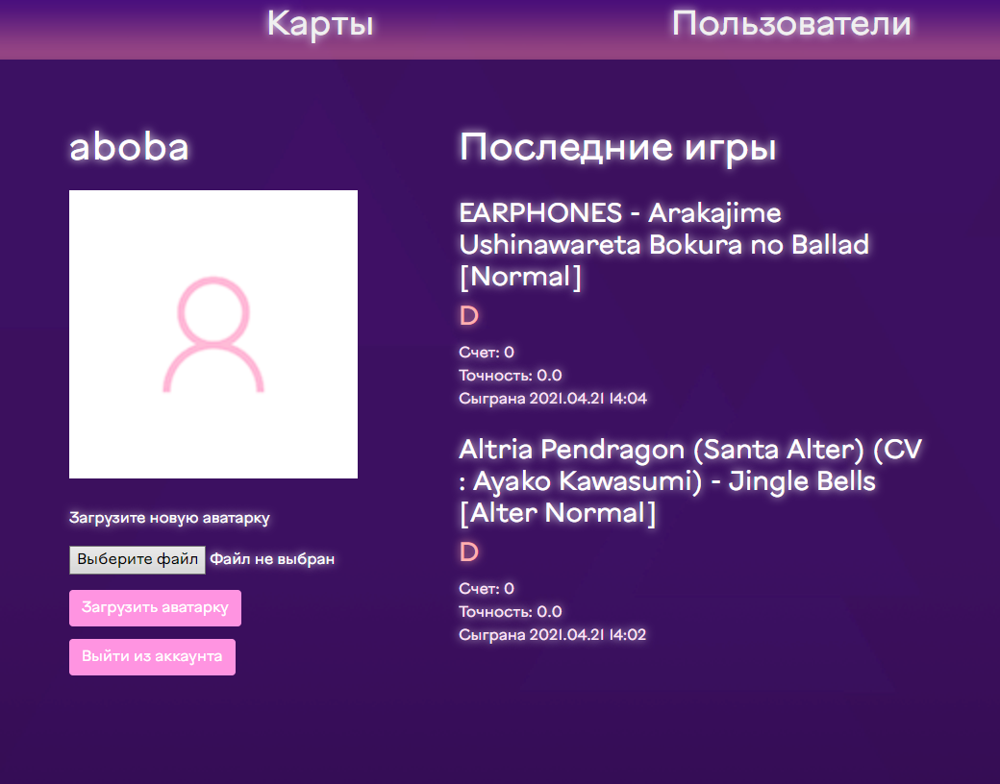 Карты
Пользователи
aboba
Загрузите новую аватарку
Выберите файл Файл не выбран
Загрузить аватарку
Выйти из аккаунта
Последние игры
EARPHONES - Arakajime
Ushinawareta Bokura no Ballad
[Normal]
D
Счет: 0
Точность: 0.0
Сыграна 2021.04.21 14:04
Altria Pendragon (Santa Alter) (CV
: Ayako Kawasumi) - Jingle Bells
[Alter Normal]
D
Счет: 0
Точность: 0.0
Сыграна 2021.04.21 14:02